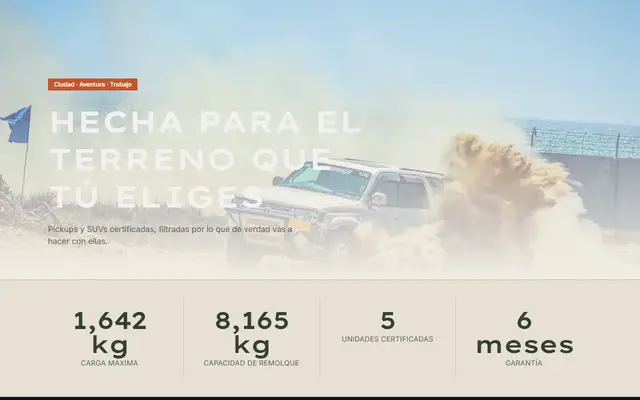 Ciudad · Aventura · Trabajo
HECHA PARA EL
TERRENO QUE
TÚ ELIGES
Pickups y SUVs certificadas, filtradas por lo que de verdad vas a
hacer con ellas.
1,642
kg
CARGA MÁXIMA
8,165
kg
CAPACIDAD DE REMOLQUE
5
UNIDADES CERTIFICADAS
6
meses
GARANTÍA